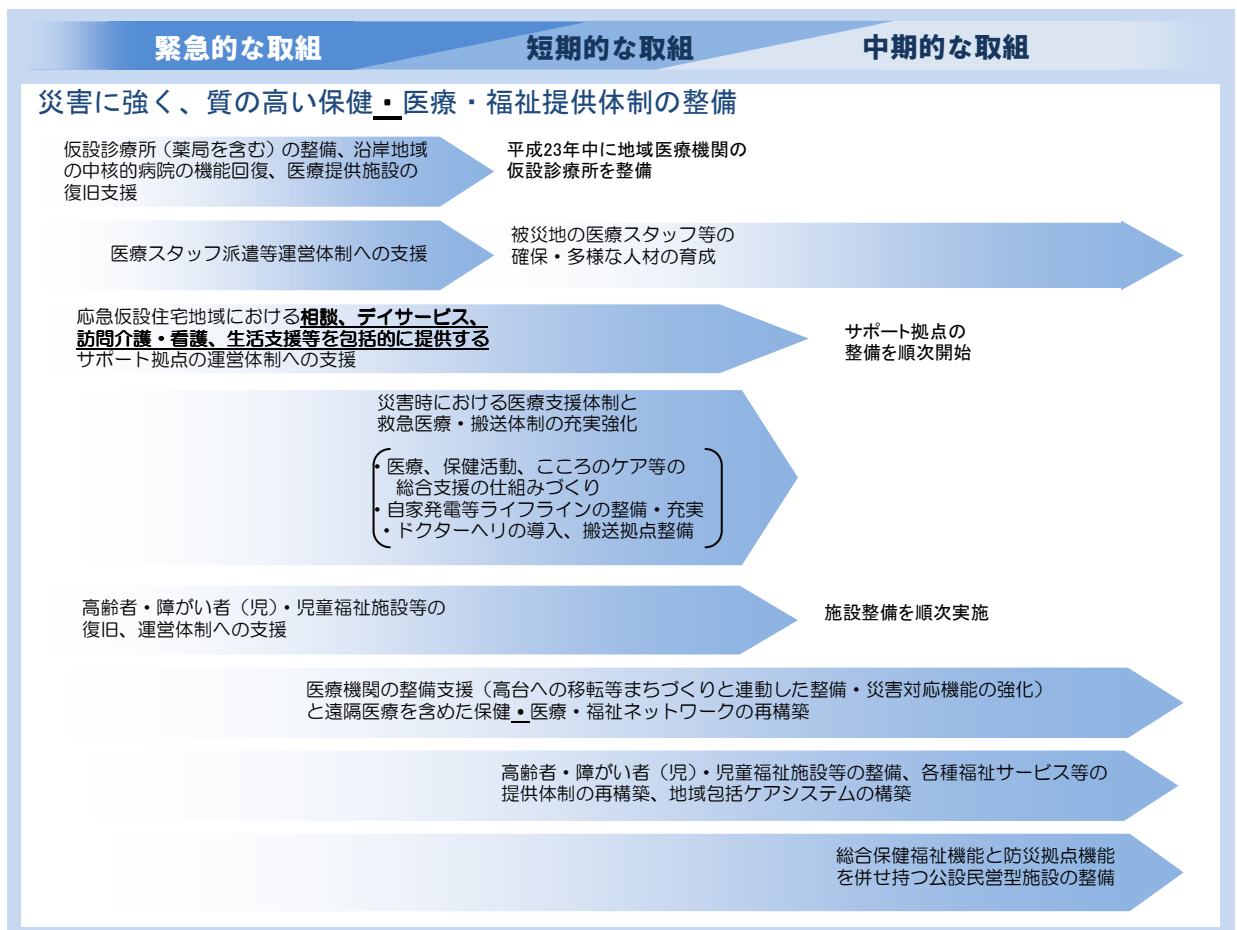 緊急的な取組
短期的な取組
中期的な取組
災害に強く、質の高い保健・医療・福祉提供体制の整備
仮設診療所（薬局を含む）の整備、沿岸地域
の中核的病院の機能回復、医療提供施設の
復旧支援
平成23年中に地域医療機関の
仮設診療所を整備
医療スタッフ派遣等運営体制への支援
被災地の医療スタッフ等の
確保・多様な人材の育成
応急仮設住宅地域における相談、デイサービス、
訪問介護・看護、生活支援等を包括的に提供する
サポート拠点の運営体制への支援
サポート拠点の
整備を順次開始
災害時における医療支援体制と
救急医療・搬送体制の充実強化
・医療、保健活動、こころのケア等の
総合支援の仕組みづくり
・自家発電等ライフラインの整備・充実
・ドクターヘリの導入、搬送拠点整備
高齢者・障がい者（児）・児童福祉施設等の
復旧、運営体制への支援
施設整備を順次実施
医療機関の整備支援（高台への移転等まちづくりと連動した整備・災害対応機能の強化）
と遠隔医療を含めた保健・医療・福祉ネットワークの再構築
高齢者・障がい者（児）・児童福祉施設等の整備、各種福祉サービス等の
提供体制の再構築、地域包括ケアシステムの構築
総合保健福祉機能と防災拠点機能
を併せ持つ公設民営型施設の整備